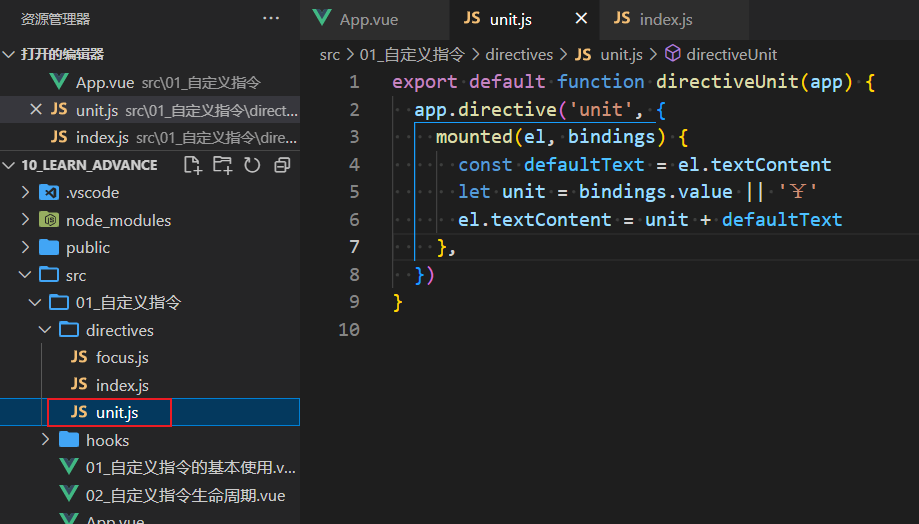 资源管理器
···
打开的编辑器
App.vue src\01_自定义指令
JS unit.js src\01_自定义指令\direct...
JS index.js src\01_自定义指令\dire...
10_LEARN_ADVANCE
.vscode
node_modules
public
src
01_自定义指令
directives
JS focus.js
JS index.js
JS unit.js
hooks
01_自定义指令的基本使用.v...
02_自定义指令生命周期.vue
App.vue
App.vue
JS unit.js
JS index.js
src > 01_自定义指令 > directives > JS unit.js > directiveUnit
1 export default function directiveUnit(app) {
2 app.directive('unit', {
3 mounted(el, bindings) {
4 const defaultText = el.textContent
5 let unit = bindings.value || '￥'
6 el.textContent = unit + defaultText
7 },
8 })
9 }
10